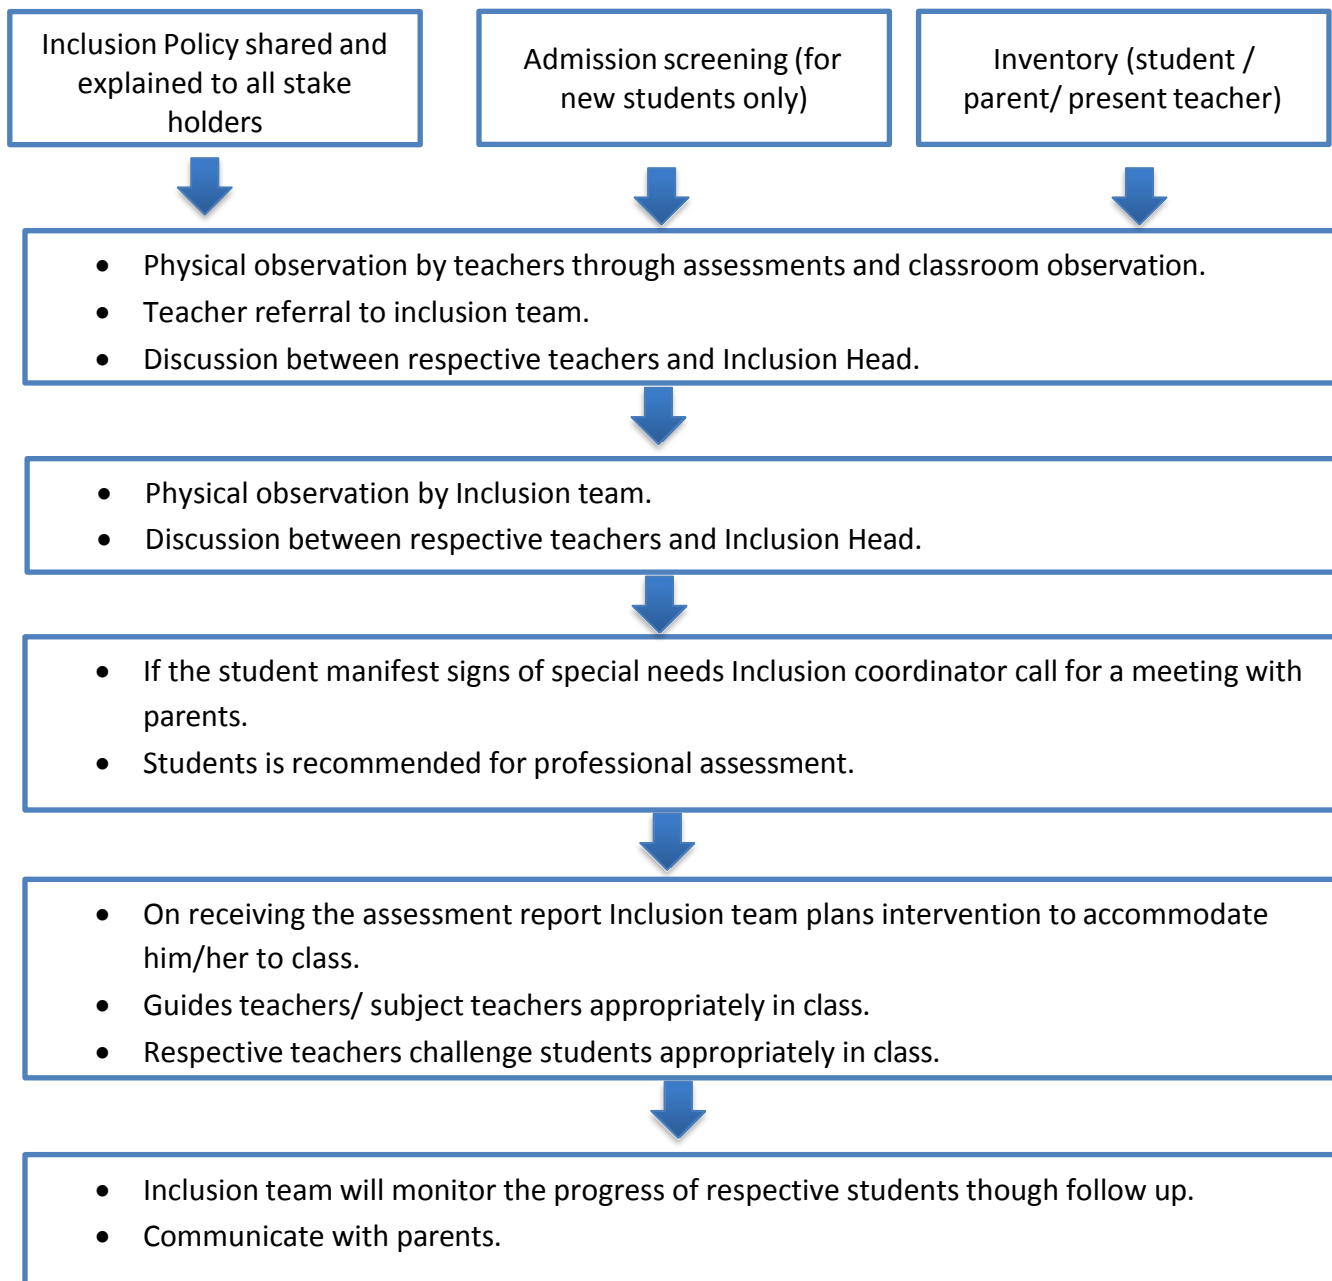 Inclusion Policy shared and
explained to all stake
holders
Admission screening (for
new students only)
Inventory (student /
parent/ present teacher)
• Physical observation by teachers through assessments and classroom observation.
• Teacher referral to inclusion team.
• Discussion between respective teachers and Inclusion Head.
• Physical observation by Inclusion team.
• Discussion between respective teachers and Inclusion Head.
• If the student manifest signs of special needs Inclusion coordinator call for a meeting with
parents.
• Students is recommended for professional assessment.
• On receiving the assessment report Inclusion team plans intervention to accommodate
him/her to class.
• Guides teachers/ subject teachers appropriately in class.
• Respective teachers challenge students appropriately in class.
• Inclusion team will monitor the progress of respective students though follow up.
• Communicate with parents.